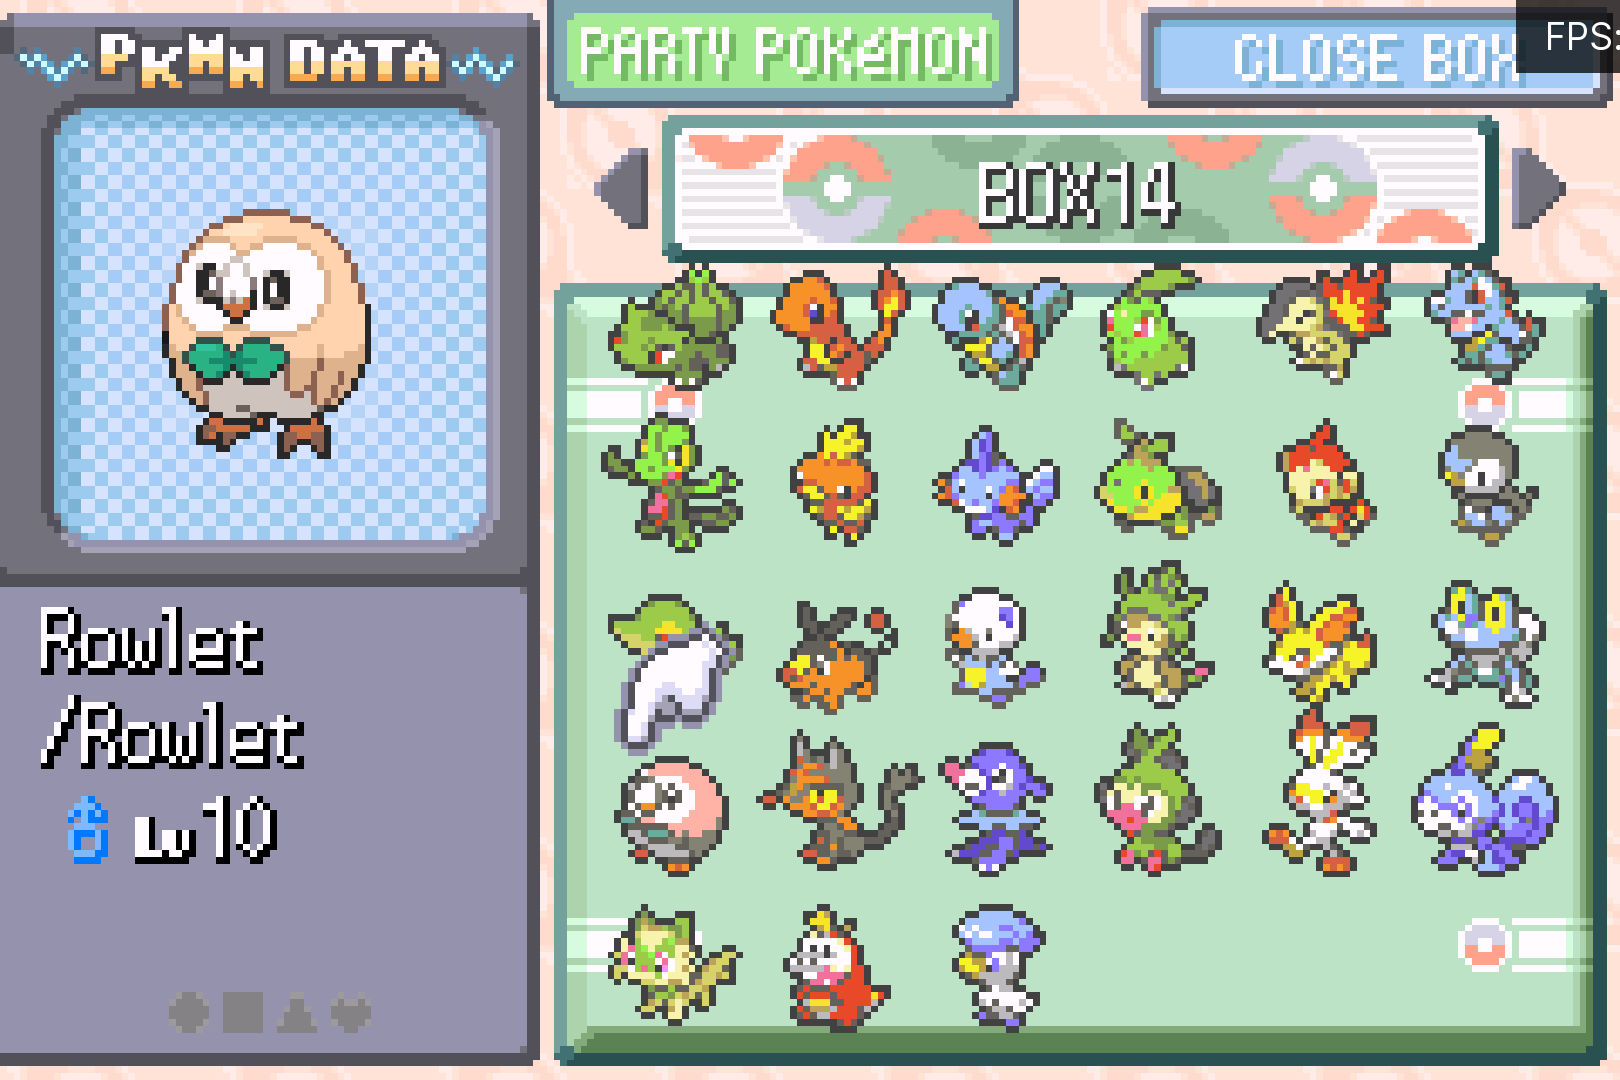 PKMN DATA
PARTY POKéMON
CLOSE BOX
FPS:
BOX14
Rowlet
/Rowlet
Lv10